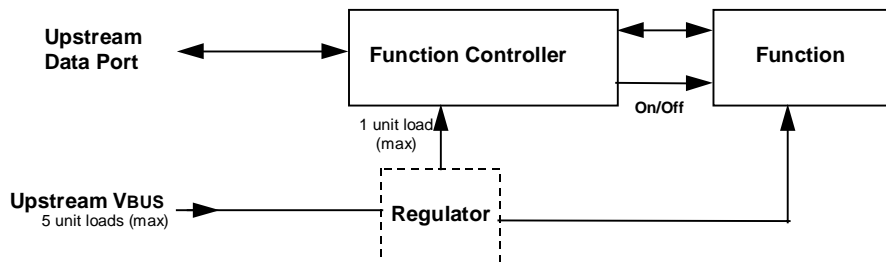 Upstream
Data Port
Function Controller
Function
On/Off
1 unit load
(max)
Upstream VBUS
5 unit loads (max)
Regulator